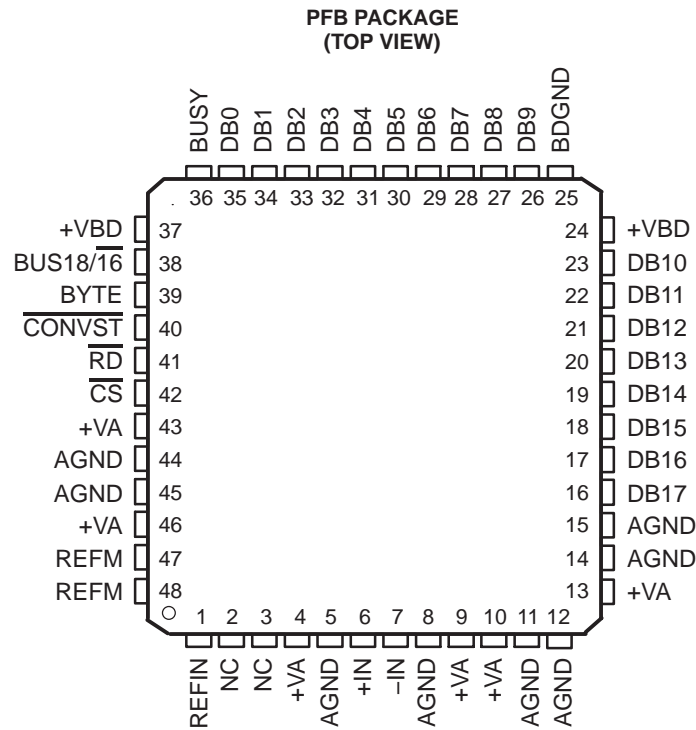 PFB PACKAGE
(TOP VIEW)
BUSY
DB0
DB1
DB2
DB3
DB4
DB5
DB6
DB7
DB8
DB9
BDGND
36 35 34 33 32 31 30 29 28 27 26 25
+VBD 37 24 +VBD
BUS18/16 38 23 DB10
BYTE 39 22 DB11
CONVST 40 21 DB12
RD 41 20 DB13
CS 42 19 DB14
+VA 43 18 DB15
AGND 44 17 DB16
AGND 45 16 DB17
+VA 46 15 AGND
REFM 47 14 AGND
REFM 48 13 +VA
1 2 3 4 5 6 7 8 9 10 11 12
REFIN
NC
NC
+VA
AGND
+IN
–IN
AGND
+VA
+VA
AGND
AGND